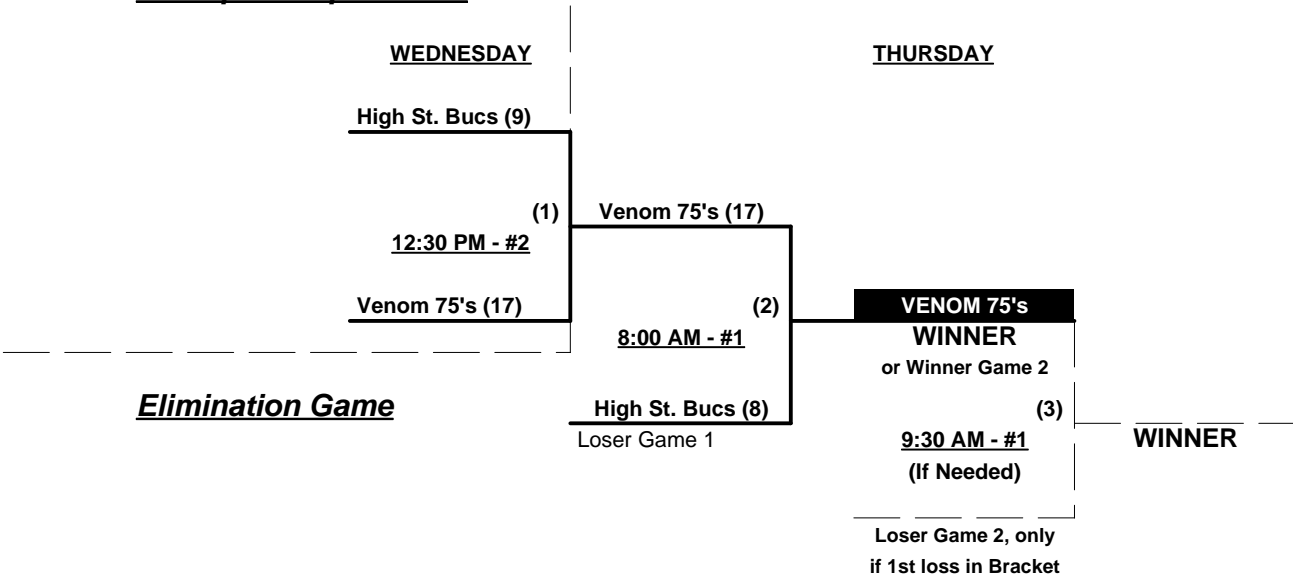 WEDNESDAY
THURSDAY
High St. Bucs (9)
(1)
Venom 75's (17)
12:30 PM - #2
Venom 75's (17)
(2)
VENOM 75's
8:00 AM - #1
WINNER
or Winner Game 2
Elimination Game
High St. Bucs (8)
(3)
Loser Game 1
9:30 AM - #1
WINNER
(If Needed)
Loser Game 2, only
if 1st loss in Bracket